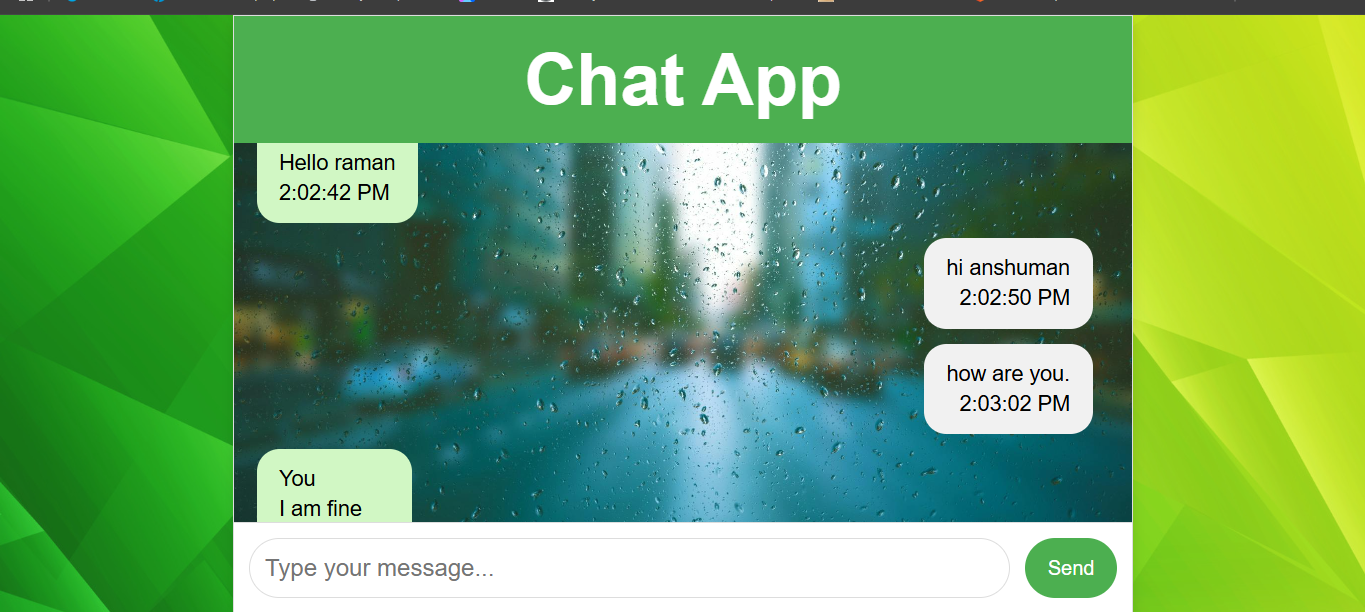 Chat App
Hello raman
2:02:42 PM
hi anshuman
2:02:50 PM
how are you.
2:03:02 PM
You
I am fine
Type your message...
Send